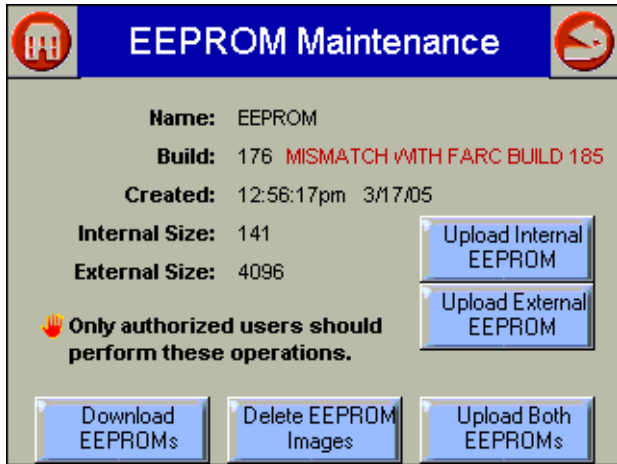 EEPROM Maintenance
Name: EEPROM
Build: 176 MISMATCH WITH FARC BUILD 185
Created: 12:56:17pm 3/17/05
Internal Size: 141
External Size: 4096
Upload Internal
EEPROM
Upload External
EEPROM
Only authorized users should
perform these operations.
Download
EEPROMs
Delete EEPROM
Images
Upload Both
EEPROMs